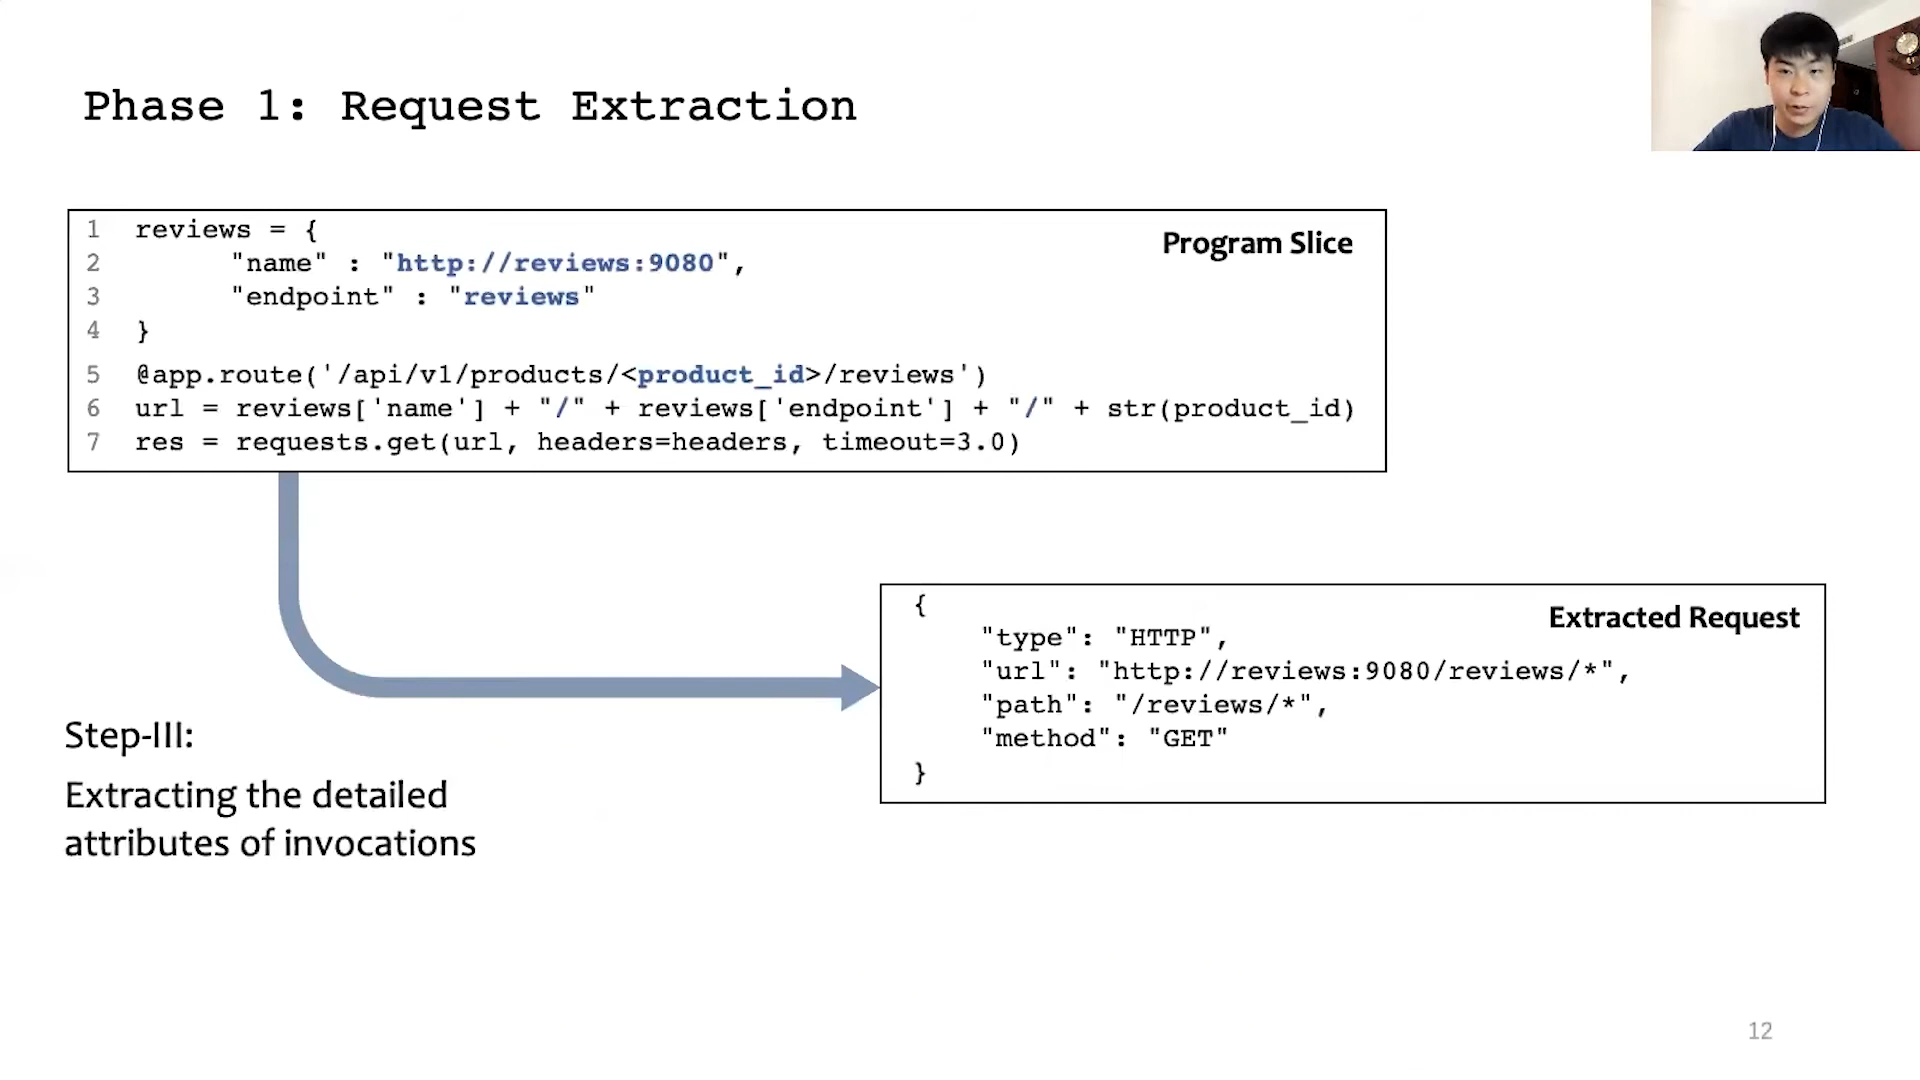 Phase 1: Request Extraction
Program Slice
1 reviews = {
2 "name" : "http://reviews:9080",
3 "endpoint" : "reviews"
4 }
5 @app.route('/api/v1/products/<product_id>/reviews')
6 url = reviews['name'] + "/" + reviews['endpoint'] + "/" + str(product_id)
7 res = requests.get(url, headers=headers, timeout=3.0)
Extracted Request
{
"type": "HTTP",
"url": "http://reviews:9080/reviews/*",
"path": "/reviews/*",
"method": "GET"
}
Step-III:
Extracting the detailed
attributes of invocations
12